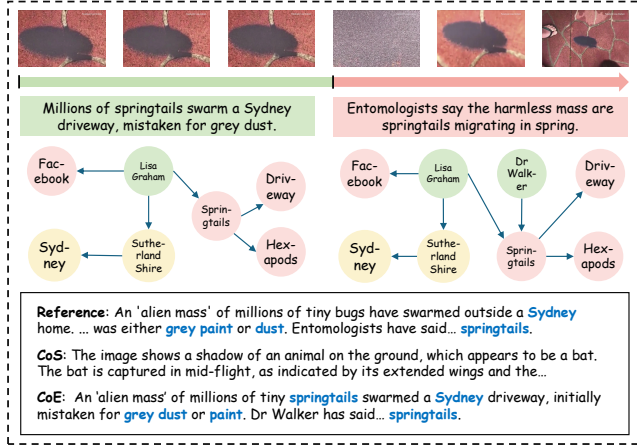 Millions of springtails swarm a Sydney
driveway, mistaken for grey dust.
Entomologists say the harmless mass are
springtails migrating in spring.
Fac-
ebook
Lisa
Graham
Driv-
eway
Sprin-
gtails
Syd-
ney
Suthe-
rland
Shire
Hex-
apods
Fac-
ebook
Lisa
Graham
Dr
Walk-
er
Driv-
eway
Syd-
ney
Suthe-
rland
Shire
Sprin-
gtails
Hex-
apods
Reference: An 'alien mass' of millions of tiny bugs have swarmed outside a Sydney
home. ... was either grey paint or dust. Entomologists have said... springtails.
CoS: The image shows a shadow of an animal on the ground, which appears to be a bat.
The bat is captured in mid-flight, as indicated by its extended wings and the...
CoE: An 'alien mass' of millions of tiny springtails swarmed a Sydney driveway, initially
mistaken for grey dust or paint. Dr Walker has said... springtails.